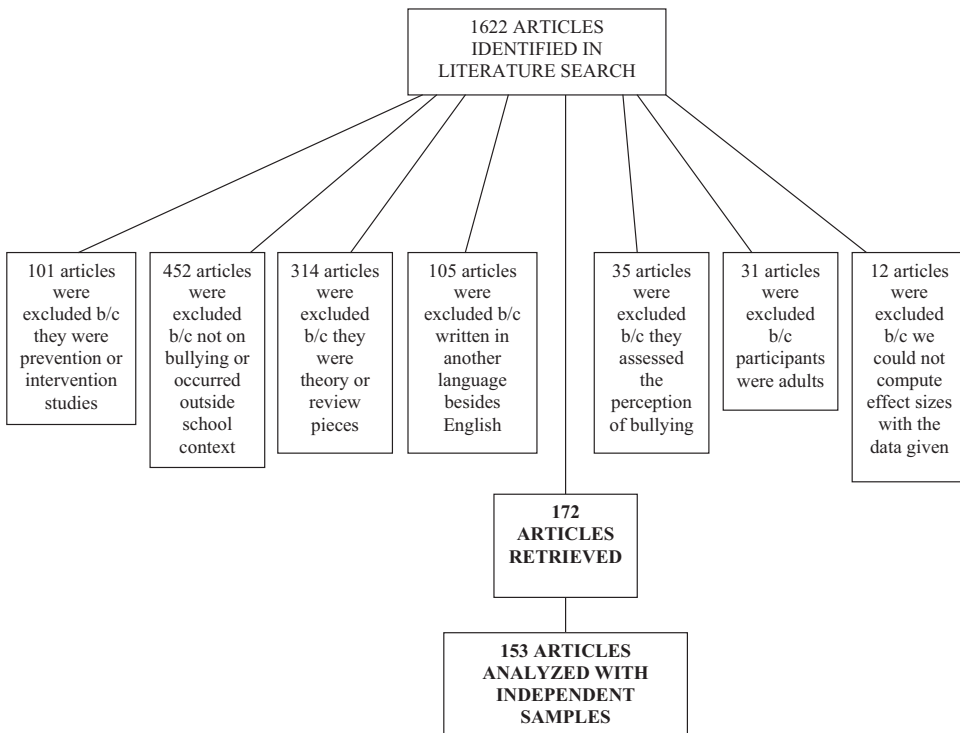 1622 ARTICLES
IDENTIFIED IN
LITERATURE SEARCH
101 articles
were
excluded b/c
they were
prevention or
intervention
studies
452 articles
were
excluded
b/c not on
bullying or
occurred
outside
school
context
314 articles
were
excluded
b/c they
were
theory or
review
pieces
105 articles
were
excluded b/c
written in
another
language
besides
English
35 articles
were
excluded
b/c they
assessed
the
perception
of bullying
31 articles
were
excluded
b/c
participants
were adults
12 articles
were
excluded
b/c we
could not
compute
effect sizes
with the
data given
172
ARTICLES
RETRIEVED
153 ARTICLES
ANALYZED WITH
INDEPENDENT
SAMPLES